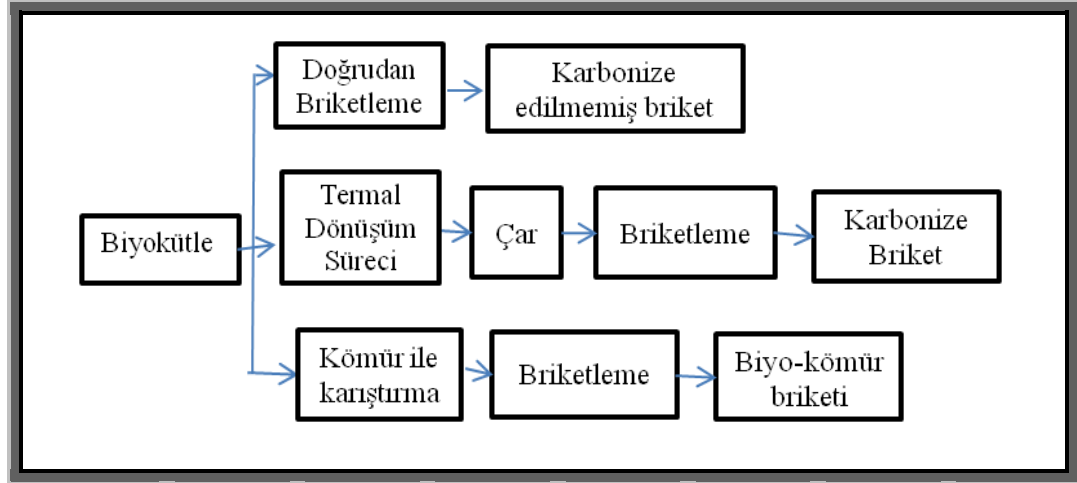 Doğrudan
Briketleme
Karbonize
edilmemiş briket
Biyokütle
Termal
Dönüşüm
Süreci
Çar
Briketleme
Karbonize
Briket
Kömür ile
karıştırma
Briketleme
Biyo-kömür
briketi